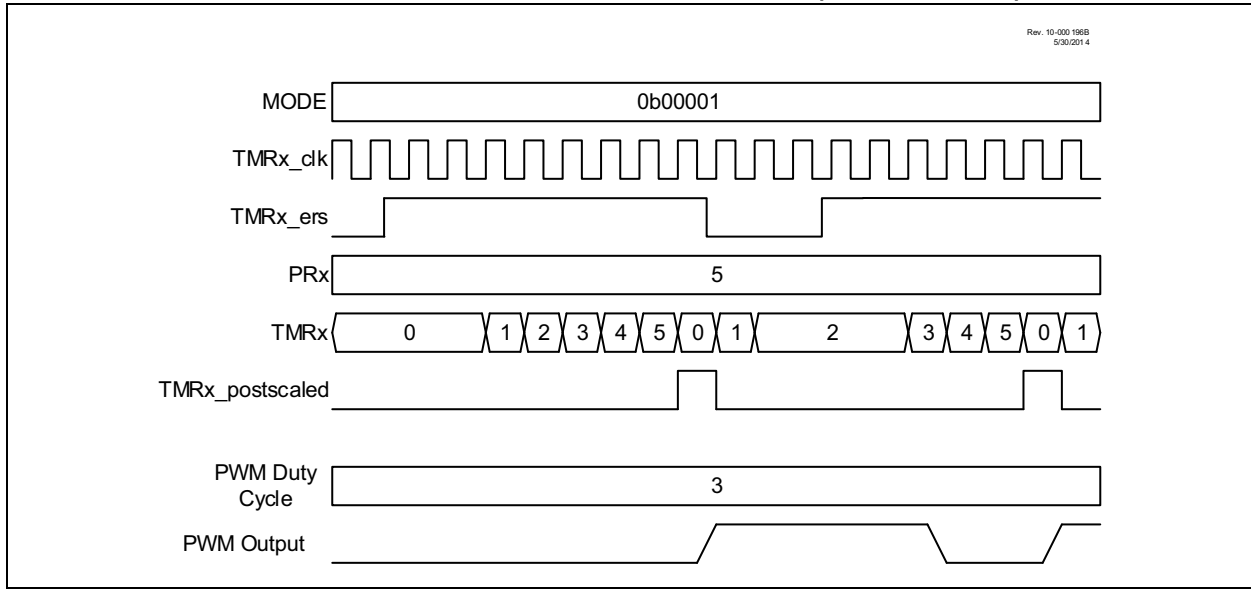 Rev. 10-000 196B
5/30/201 4
MODE 0b00001
TMRx_clk
TMRx_ers
PRx 5
TMRx 0 1 2 3 4 5 0 1 2 3 4 5 0 1
TMRx_postscaled
PWM Duty
Cycle 3
PWM Output